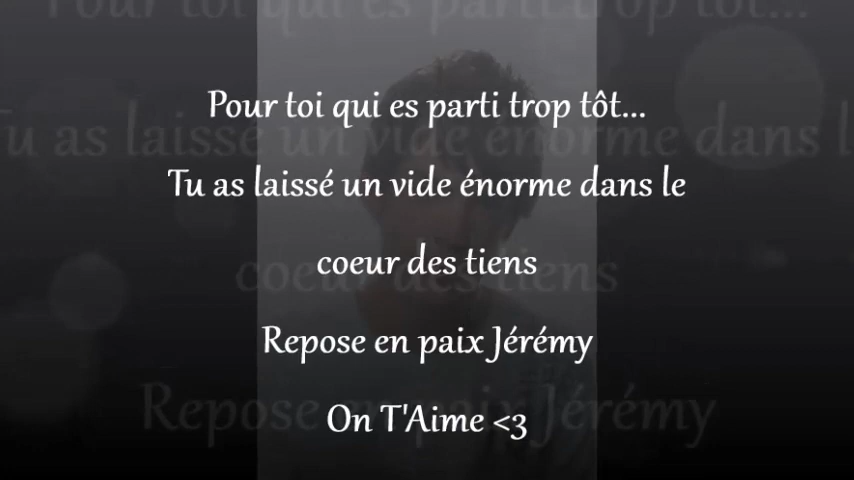 Pour toi qui es parti trop tôt...
Tu as laissé un vide énorme dans le
coeur des tiens
Repose en paix Jérémy
On T'Aime <3